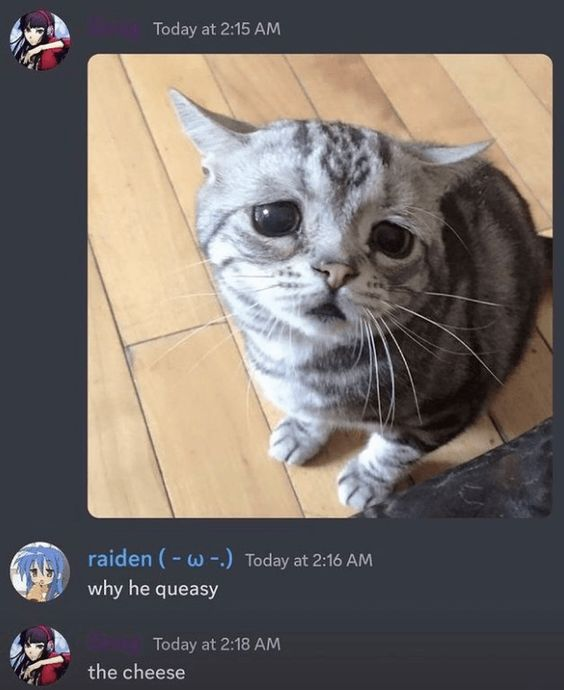 Today at 2:15 AM
raiden ( - ω -.) Today at 2:16 AM
why he queasy
Today at 2:18 AM
the cheese